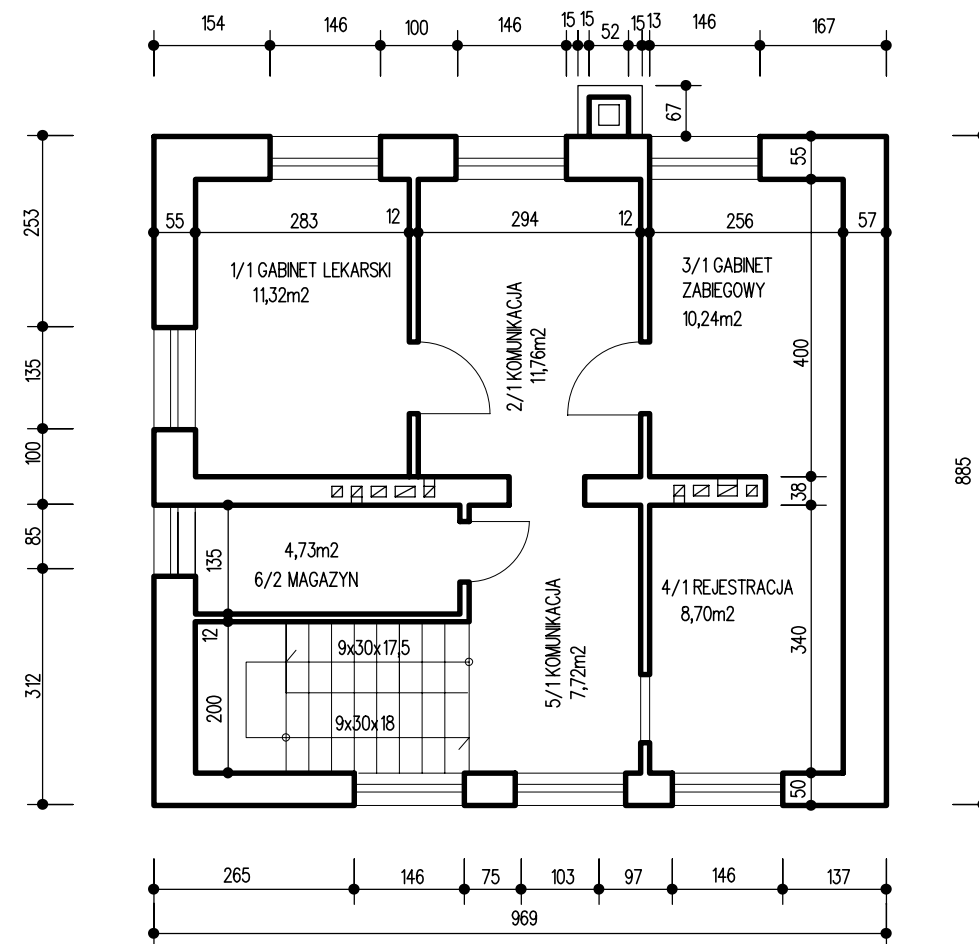 154 146 100 146 15 15 52 15 13 146 167
67
55
253
55 283 12 294 12 256 57
1/1 GABINET LEKARSKI
11,32m2
2/1 KOMUNIKACJA
11,76m2
3/1 GABINET
ZABIEGOWY
10,24m2
400
135
100
885
38
85
135
4,73m2
6/2 MAGAZYN
4/1 REJESTRACJA
8,70m2
5/1 KOMUNIKACJA
7,72m2
340
12
9x30x17,5
312
200
9x30x18
50
265 146 75 103 97 146 137
969